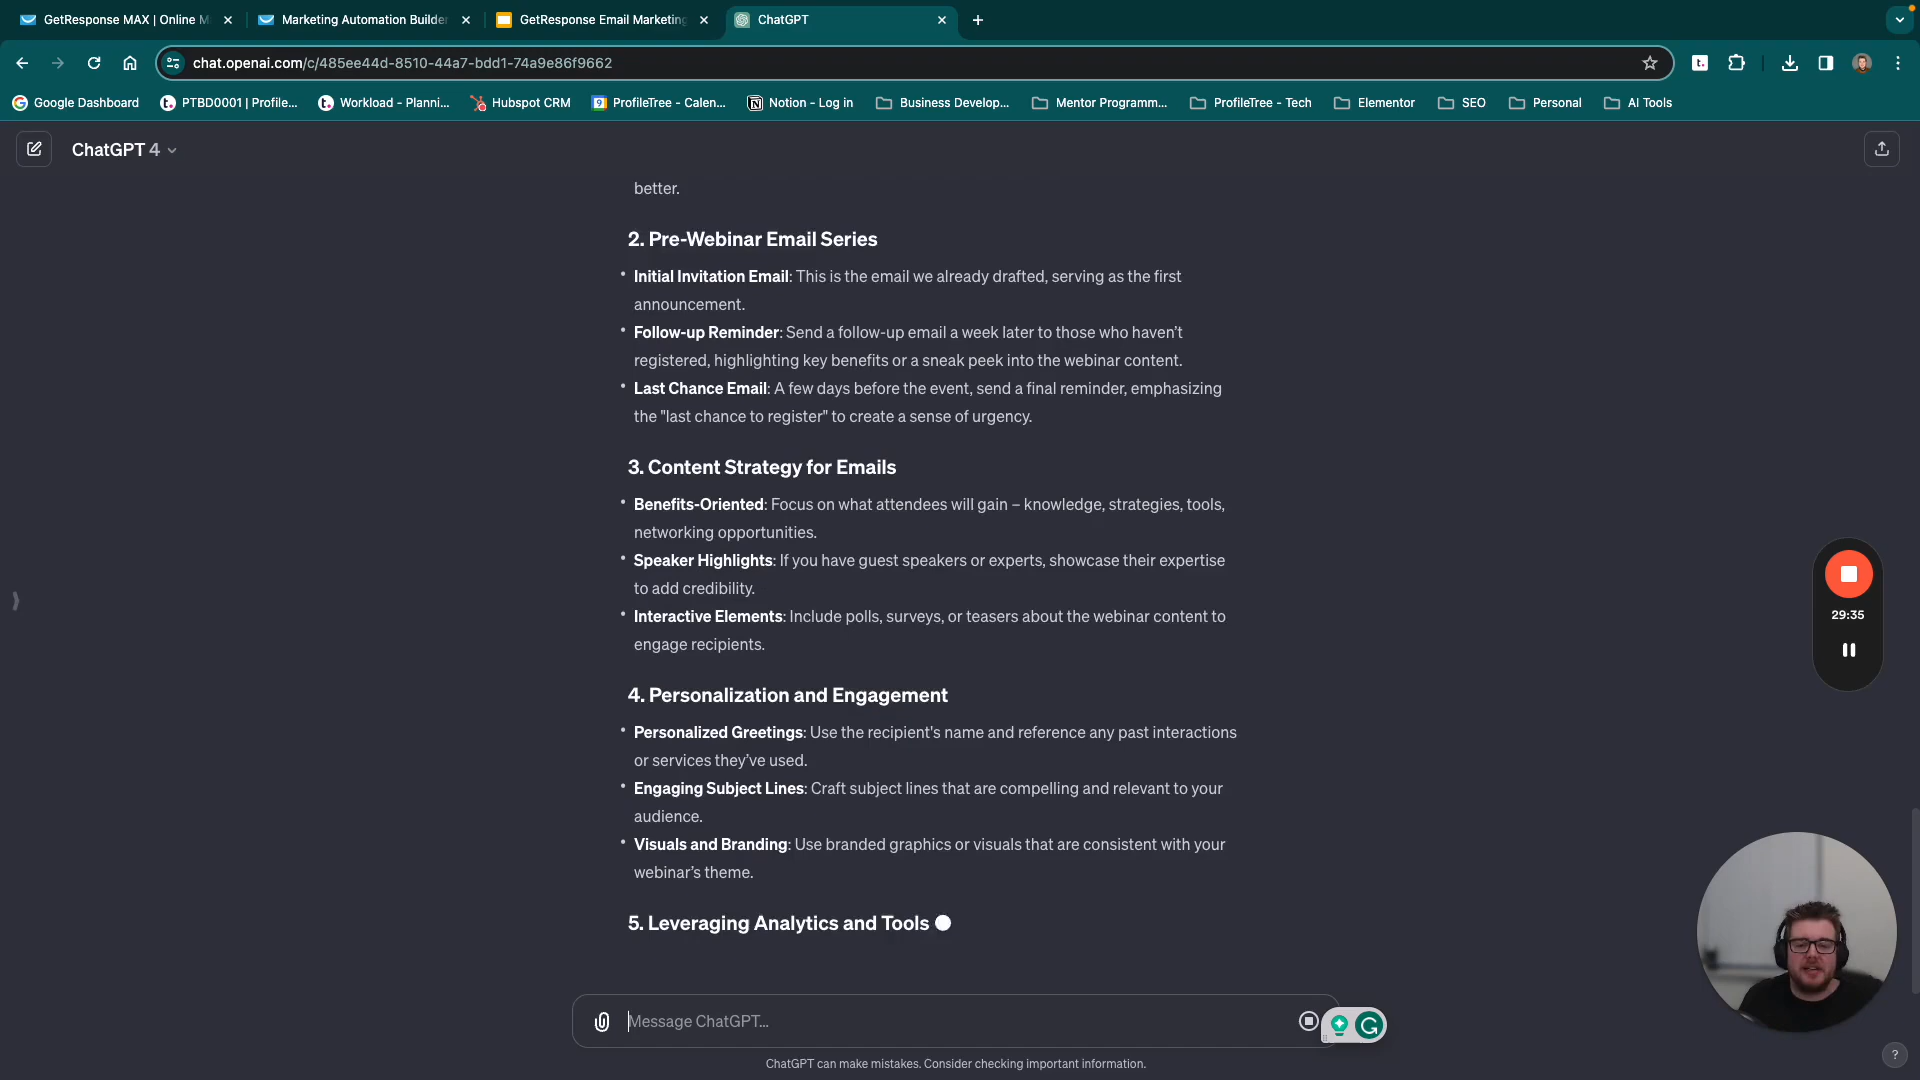 GetResponse MAX | Online M
Marketing Automation Builder
GetResponse Email Marketing
ChatGPT
chat.openai.com/c/485ee44d-8510-44a7-bdd1-74a9e86f9662
Google Dashboard
PTBD0001 | Profile...
Workload - Planni...
Hubspot CRM
ProfileTree - Calen...
Notion - Log in
Business Develop...
Mentor Programm...
ProfileTree - Tech
Elementor
SEO
Personal
AI Tools
ChatGPT 4
better.
2. Pre-Webinar Email Series
• Initial Invitation Email: This is the email we already drafted, serving as the first
announcement.
• Follow-up Reminder: Send a follow-up email a week later to those who haven’t
registered, highlighting key benefits or a sneak peek into the webinar content.
• Last Chance Email: A few days before the event, send a final reminder, emphasizing
the "last chance to register" to create a sense of urgency.
3. Content Strategy for Emails
• Benefits-Oriented: Focus on what attendees will gain – knowledge, strategies, tools,
networking opportunities.
• Speaker Highlights: If you have guest speakers or experts, showcase their expertise
to add credibility.
• Interactive Elements: Include polls, surveys, or teasers about the webinar content to
engage recipients.
4. Personalization and Engagement
• Personalized Greetings: Use the recipient's name and reference any past interactions
or services they’ve used.
• Engaging Subject Lines: Craft subject lines that are compelling and relevant to your
audience.
• Visuals and Branding: Use branded graphics or visuals that are consistent with your
webinar’s theme.
5. Leveraging Analytics and Tools
29:35
Message ChatGPT...
ChatGPT can make mistakes. Consider checking important information.
?